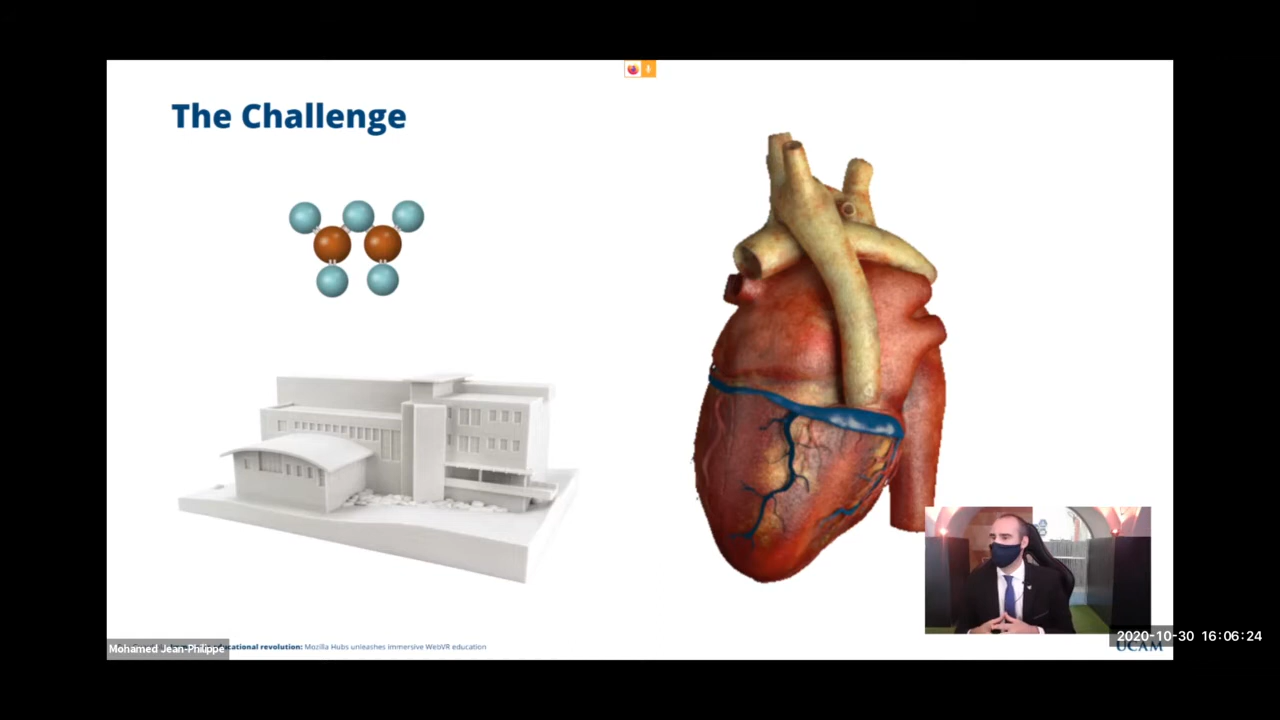 The Challenge
Mohamed Jean-Philippe
cational revolution: Mozilla Hubs unleashes immersive WebVR education
2020-10-30 16:06:24
UCAM